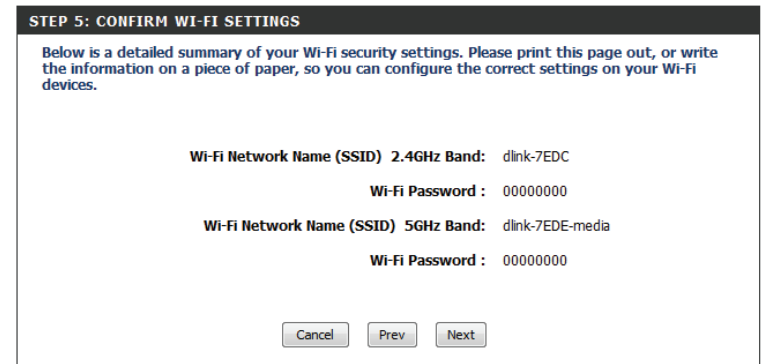 STEP 5: CONFIRM WI-FI SETTINGS
Below is a detailed summary of your Wi-Fi security settings. Please print this page out, or write
the information on a piece of paper, so you can configure the correct settings on your Wi-Fi
devices.
Wi-Fi Network Name (SSID) 2.4GHz Band: dlink-7EDC
Wi-Fi Password : 00000000
Wi-Fi Network Name (SSID) 5GHz Band: dlink-7EDE-media
Wi-Fi Password : 00000000
Cancel Prev Next